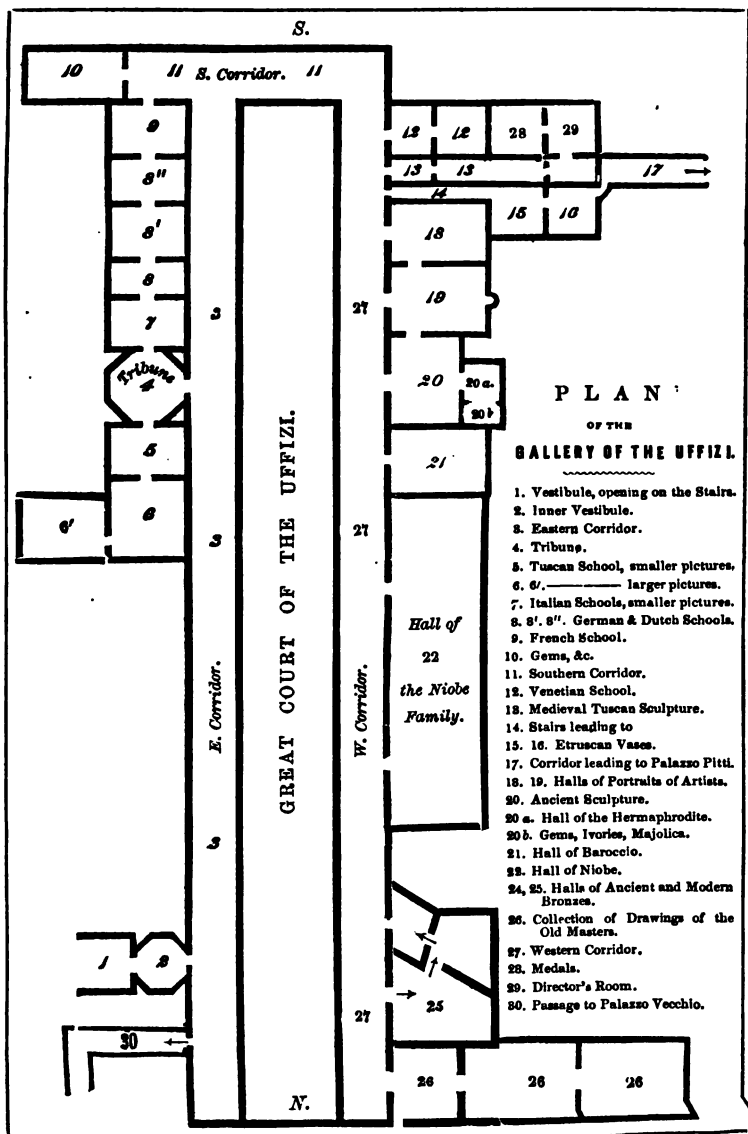 S.
10
11 S. Corridor. 11
9
12 12 28 29
8"
13 13
17
14
15 16
8'
18
8
19
7
3
27
Tribune
4
20
20 a.
20 b
5
21
6' 6
3
27
PLAN
OF THE
GALLERY OF THE UFFIZI.
1. Vestibule, opening on the Stairs.
2. Inner Vestibule.
3. Eastern Corridor.
4. Tribune.
5. Tuscan School, smaller pictures.
6. 6'. ——— larger pictures.
7. Italian Schools, smaller pictures.
8. 8'. 8". German & Dutch Schools.
9. French School.
10. Gems, &c.
11. Southern Corridor.
12. Venetian School.
13. Medieval Tuscan Sculpture.
14. Stairs leading to
15. 16. Etruscan Vases.
17. Corridor leading to Palazzo Pitti.
18. 19. Halls of Portraits of Artists.
20. Ancient Sculpture.
20 a. Hall of the Hermaphrodite.
20 b. Gems, Ivories, Majolica.
21. Hall of Baroccio.
22. Hall of Niobe.
24, 25. Halls of Ancient and Modern
Bronzes.
26. Collection of Drawings of the
Old Masters.
27. Western Corridor.
28. Medals.
29. Director's Room.
30. Passage to Palazzo Vecchio.
Hall of
22
the Niobe
Family.
E. Corridor.
GREAT COURT OF THE UFFIZI.
W. Corridor.
3
1 2
25
27
30
26 26 26
N.